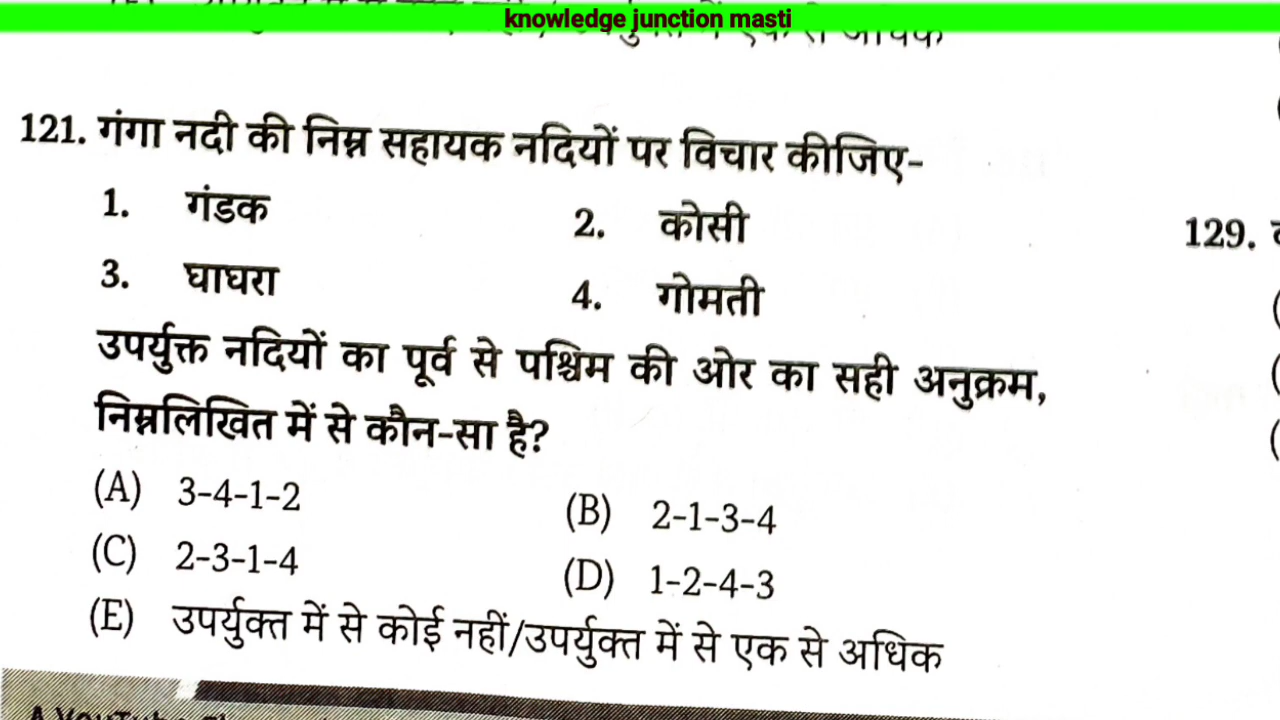 knowledge junction masti
121. गंगा नदी की निम्न सहायक नदियों पर विचार कीजिए-
1. गंडक 2. कोसी
3. घाघरा 4. गोमती
उपर्युक्त नदियों का पूर्व से पश्चिम की ओर का सही अनुक्रम,
निम्नलिखित में से कौन-सा है?
(A) 3-4-1-2 (B) 2-1-3-4
(C) 2-3-1-4 (D) 1-2-4-3
(E) उपर्युक्त में से कोई नहीं/उपर्युक्त में से एक से अधिक
129.